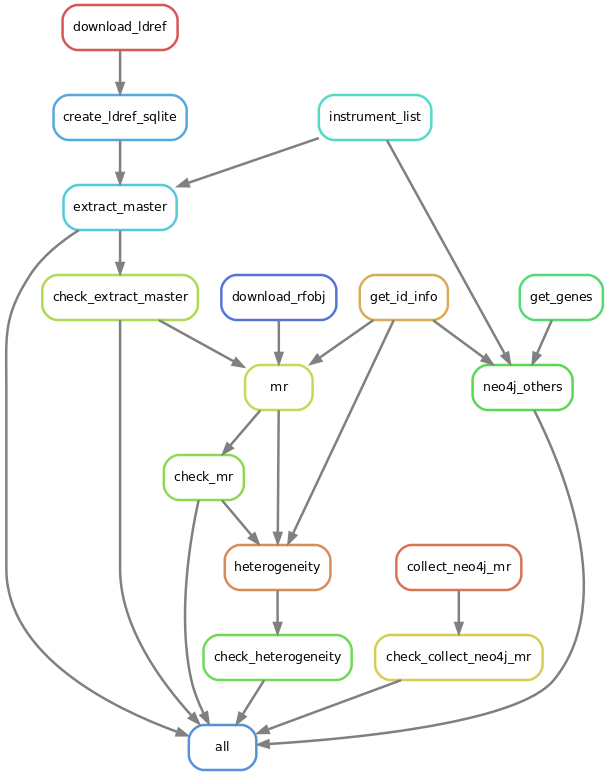 download_ldref
create_ldref_sqlite
instrument_list
extract_master
check_extract_master
download_rfobj
get_id_info
get_genes
mr
neo4j_others
check_mr
heterogeneity
collect_neo4j_mr
check_heterogeneity
check_collect_neo4j_mr
all